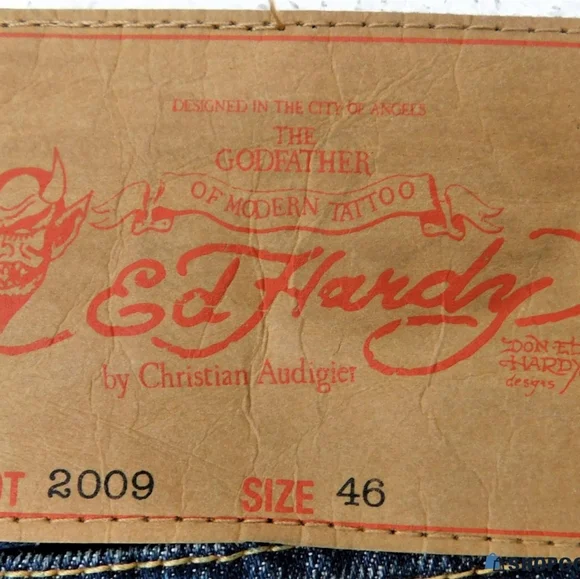 DESIGNED IN THE CITY OF ANGELS
THE
GODFATHER
OF MODERN TATTOO
Ed Hardy
by Christian Audigier
DON ED
HARDY
designs
OT 2009 SIZE 46